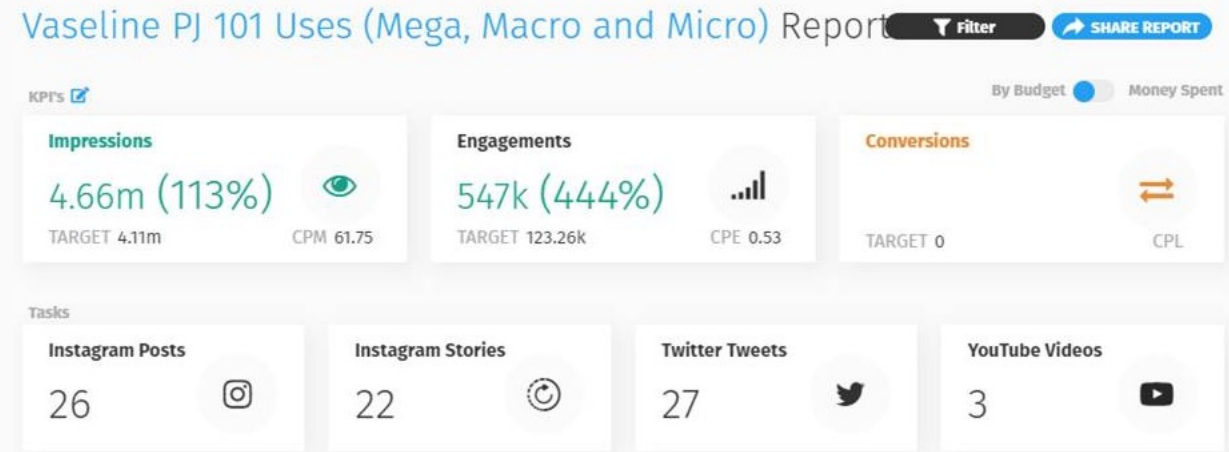 Vaseline PJ 101 Uses (Mega, Macro and Micro) Report Filter SHARE REPORT
KPI's By Budget Money Spent
Impressions Engagements Conversions
4.66m (113%) 547k (444%)
TARGET 4.11m CPM 61.75 TARGET 123.26k CPE 0.53 TARGET 0 CPL
Tasks
Instagram Posts Instagram Stories Twitter Tweets YouTube Videos
26 22 27 3